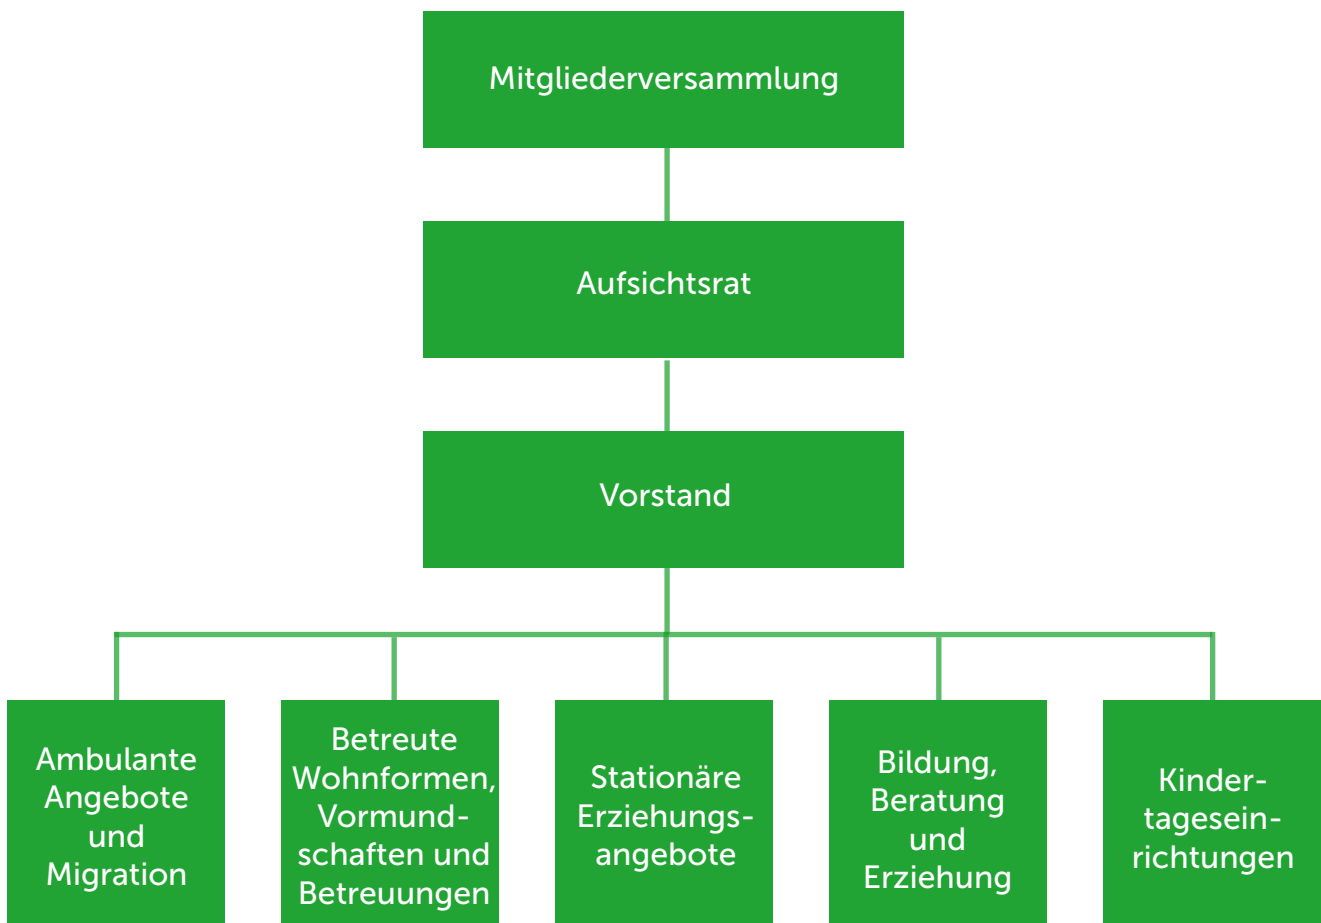 Mitgliederversammlung
Aufsichtsrat
Vorstand
Ambulante
Angebote
und
Migration
Betreute
Wohnformen,
Vormund-
schaften und
Betreuungen
Stationäre
Erziehungs-
angebote
Bildung,
Beratung
und
Erziehung
Kinder-
tagesein-
richtungen